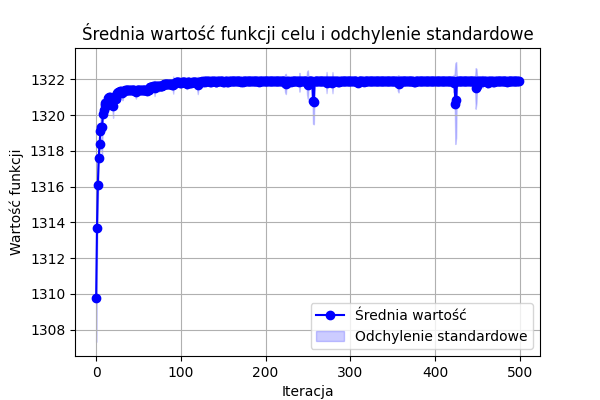 Średnia wartość funkcji celu i odchylenie standardowe
Wartość funkcji
1322
1320
1318
1316
1314
1312
1310
1308
0 100 200 300 400 500
Iteracja
Średnia wartość
Odchylenie standardowe